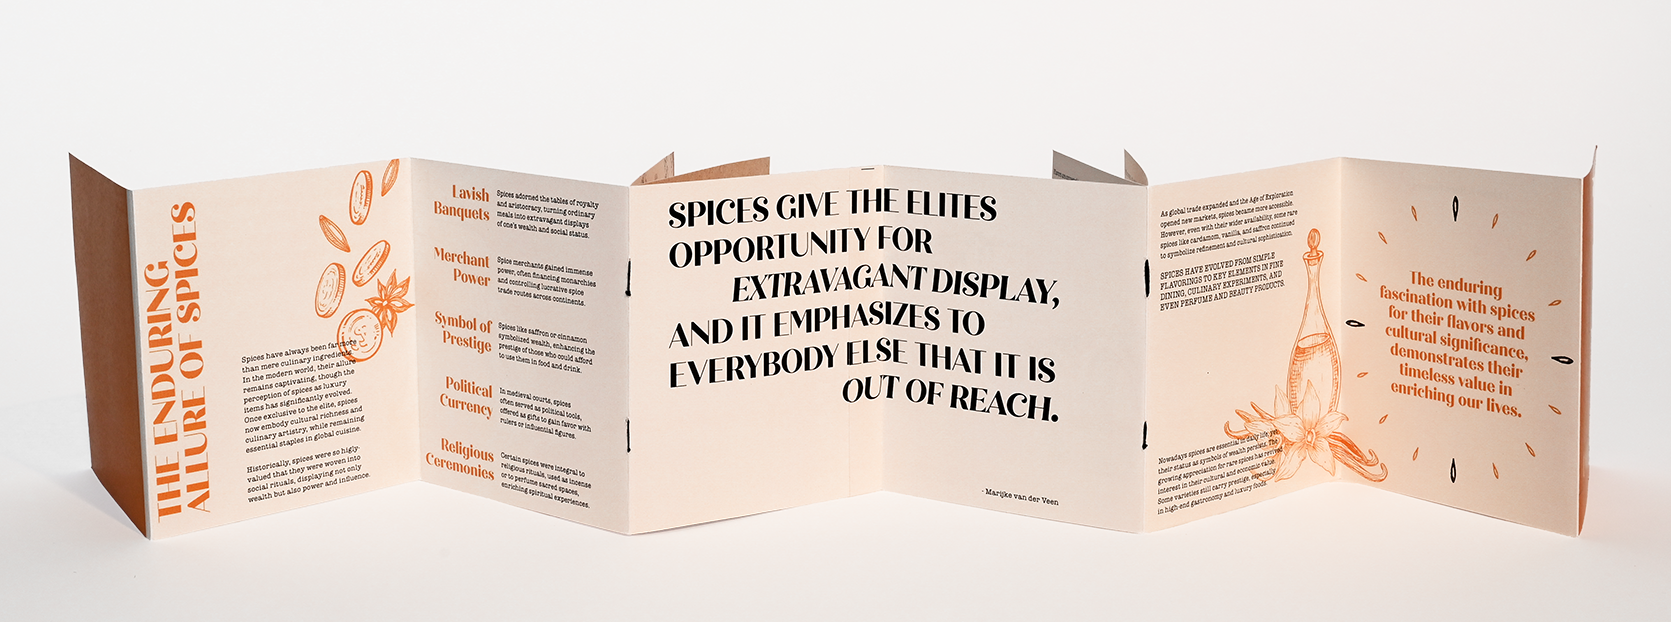 THE ENDURING
ALLURE OF SPICES
Spices have always been far more
than mere culinary ingredients.
In the modern world, their allure
remains captivating, though the
perception of spices as luxury
items has significantly evolved.
Once exclusive to the elite, spices
now embody cultural richness and
culinary artistry, while remaining
essential staples in global cuisine.
Historically, spices were so higly-
valued that they were woven into
social rituals, displaying not only
wealth but also power and influence.
Lavish
Banquets
Spices adorned the tables of royalty
and aristocracy, turning ordinary
meals into extravagant displays
of one's wealth and social status.
Merchant
Power
Spice merchants gained immense
power, often financing monarchies
and controlling lucrative spice
trade routes across continents.
Symbol of
Prestige
Spices like saffron or cinnamon
symbolized wealth, enhancing the
prestige of those who could afford
to use them in food and drink.
Political
Currency
In medieval courts, spices
often served as political tools,
offered as gifts to gain favor with
rulers or influential figures.
Religious
Ceremonies
Certain spices were integral to
religious rituals, used as incense
or to perfume sacred spaces,
enriching spiritual experiences.
SPICES GIVE THE ELITES
OPPORTUNITY FOR
EXTRAVAGANT DISPLAY,
AND IT EMPHASIZES TO
EVERYBODY ELSE THAT IT IS
OUT OF REACH.
- Marijke van der Veen
As global trade expanded and the Age of Exploration
opened new markets, spices became more accessible.
However, even with their wider availability, some rare
spices like cardamom, vanilla, and saffron continued
to symbolize refinement and cultural sophistication.
SPICES HAVE EVOLVED FROM SIMPLE
FLAVORINGS TO KEY ELEMENTS IN FINE
DINING, CULINARY EXPERIMENTS, AND
EVEN PERFUME AND BEAUTY PRODUCTS.
Nowadays spices are essential in daily life, yet
their status as symbols of wealth persists. The
growing appreciation for rare spices has revived
interest in their cultural and economic value.
Some varieties still carry prestige, especially
in high-end gastronomy and luxury foods.
The enduring
fascination with spices
for their flavors and
cultural significance,
demonstrates their
timeless value in
enriching our lives.